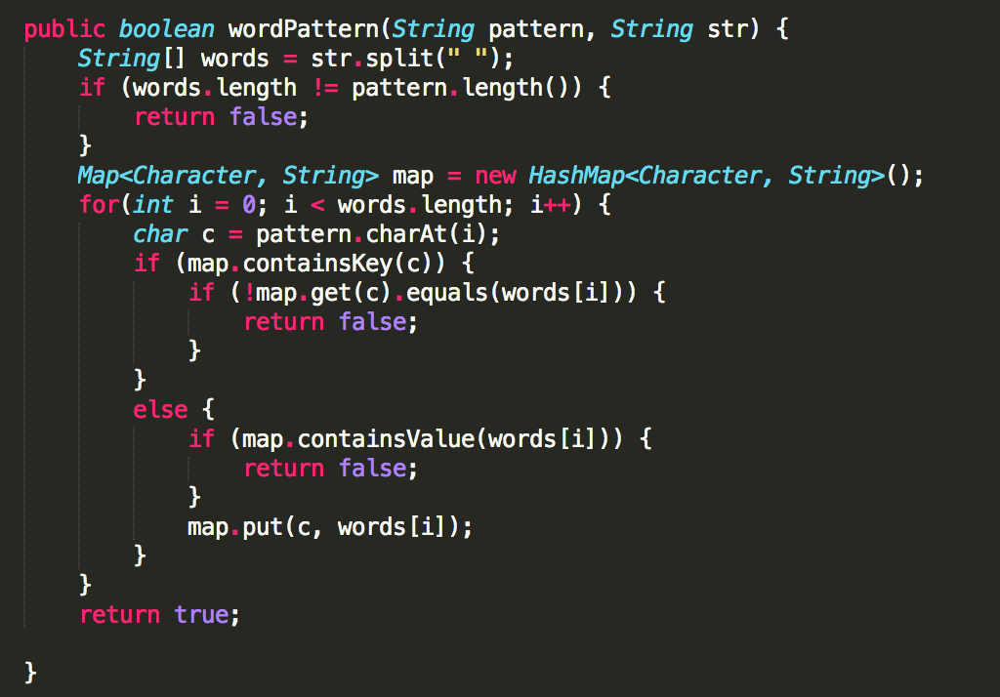 public boolean wordPattern(String pattern, String str) {
    String[] words = str.split(" ");
    if (words.length != pattern.length()) {
        return false;
    }
    Map<Character, String> map = new HashMap<Character, String>();
    for(int i = 0; i < words.length; i++) {
        char c = pattern.charAt(i);
        if (map.containsKey(c)) {
            if (!map.get(c).equals(words[i])) {
                return false;
            }
        }
        else {
            if (map.containsValue(words[i])) {
                return false;
            }
            map.put(c, words[i]);
        }
    }
    return true;

}